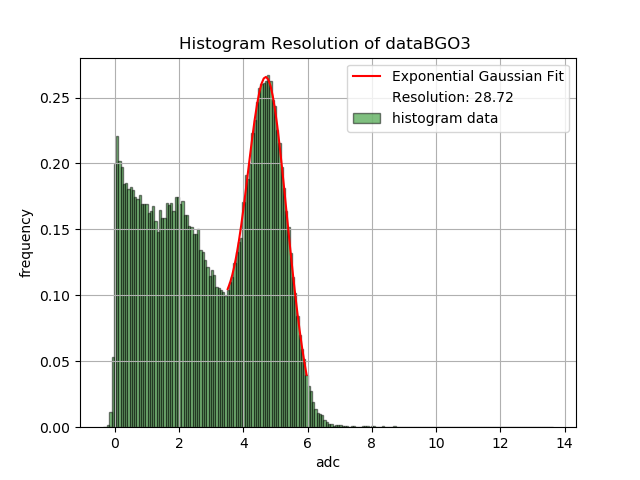 Histogram Resolution of dataBGO3
Exponential Gaussian Fit
Resolution: 28.72
histogram data
frequency
0.25
0.20
0.15
0.10
0.05
0.00
0 2 4 6 8 10 12 14
adc